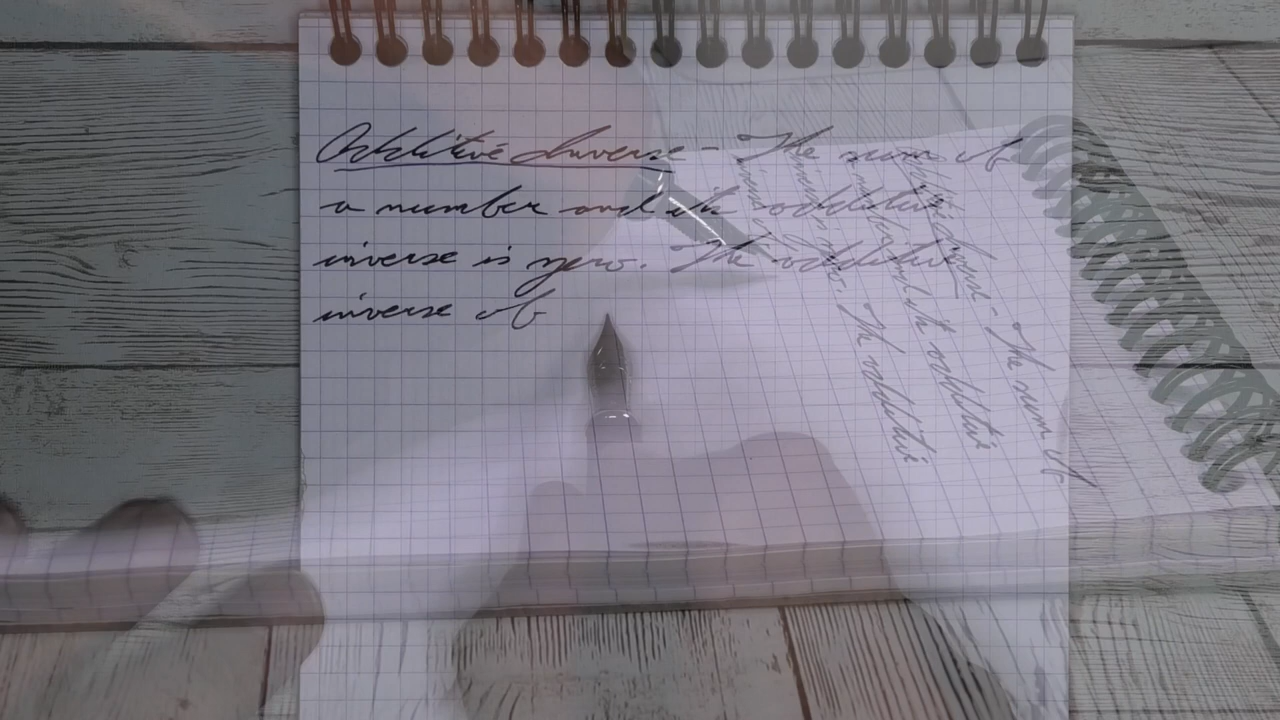 Additive Inverse - The sum of
a number and its additive
inverse is zero. The additive
inverse of